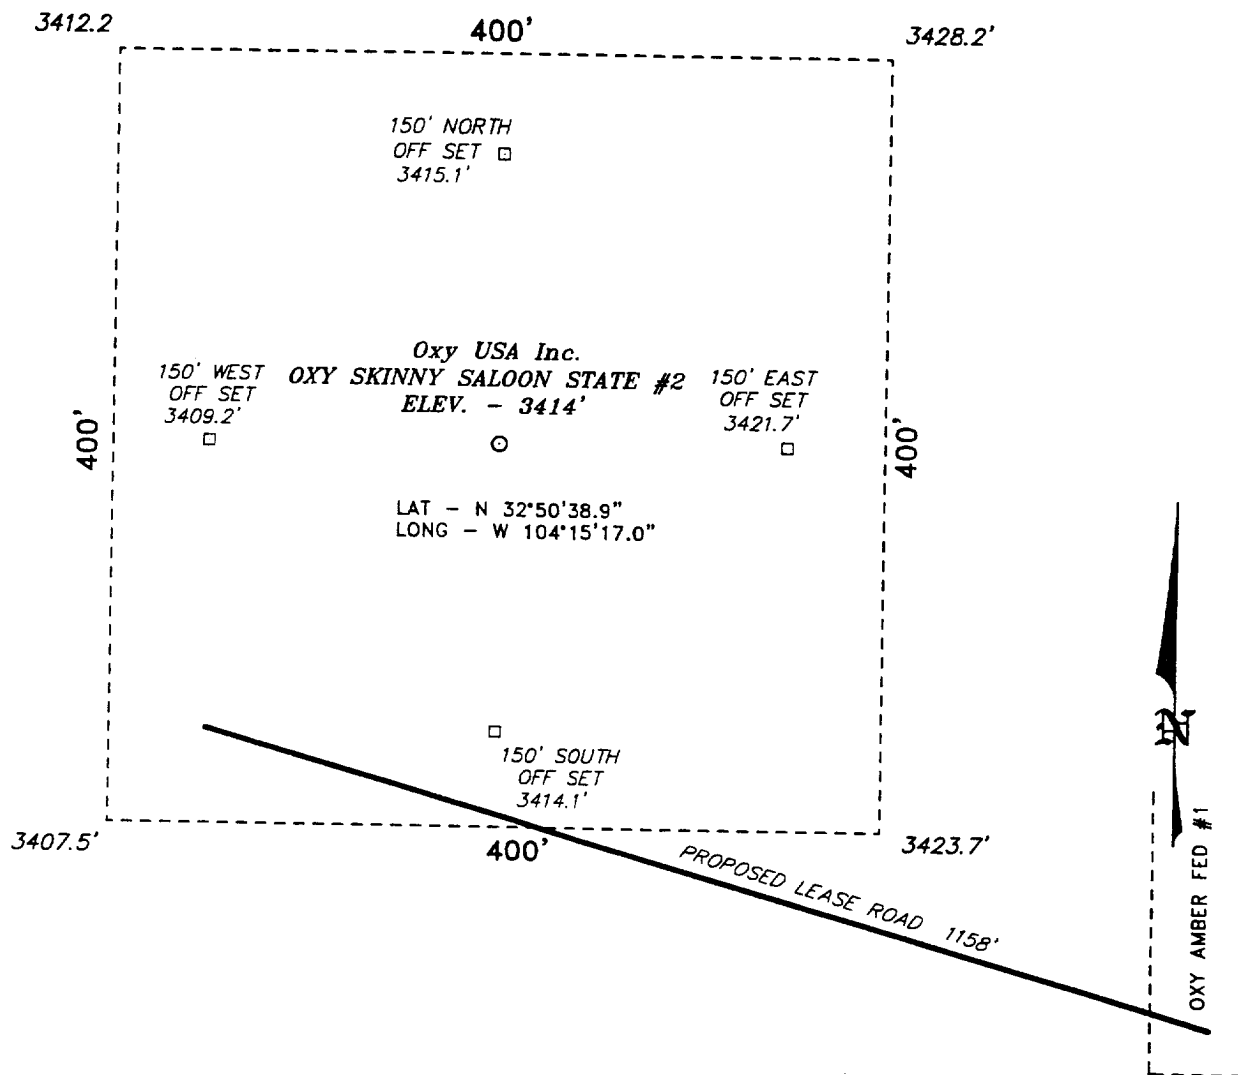 3412.2
400'
3428.2'
150' NORTH
OFF SET
3415.1'
Oxy USA Inc.
OXY SKINNY SALOON STATE #2
ELEV. - 3414'
150' WEST
OFF SET
3409.2'
150' EAST
OFF SET
3421.7'
400'
400'
LAT - N 32°50'38.9"
LONG - W 104°15'17.0"
150' SOUTH
OFF SET
3414.1'
3407.5'
400'
3423.7'
PROPOSED LEASE ROAD 1158'
N
OXY AMBER FED #1